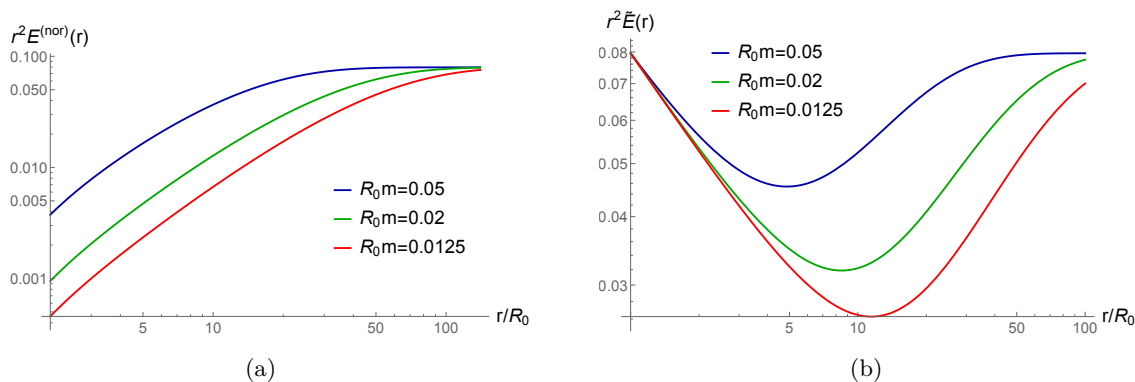 r²E⁽ⁿᵒʳ⁾(r)
0.100
0.050
0.010
0.005
0.001
R₀m=0.05
R₀m=0.02
R₀m=0.0125
5 10 50 100
r/R₀
(a)
r²Ẽ(r)
0.08
0.07
0.06
0.05
0.04
0.03
R₀m=0.05
R₀m=0.02
R₀m=0.0125
5 10 50 100
r/R₀
(b)